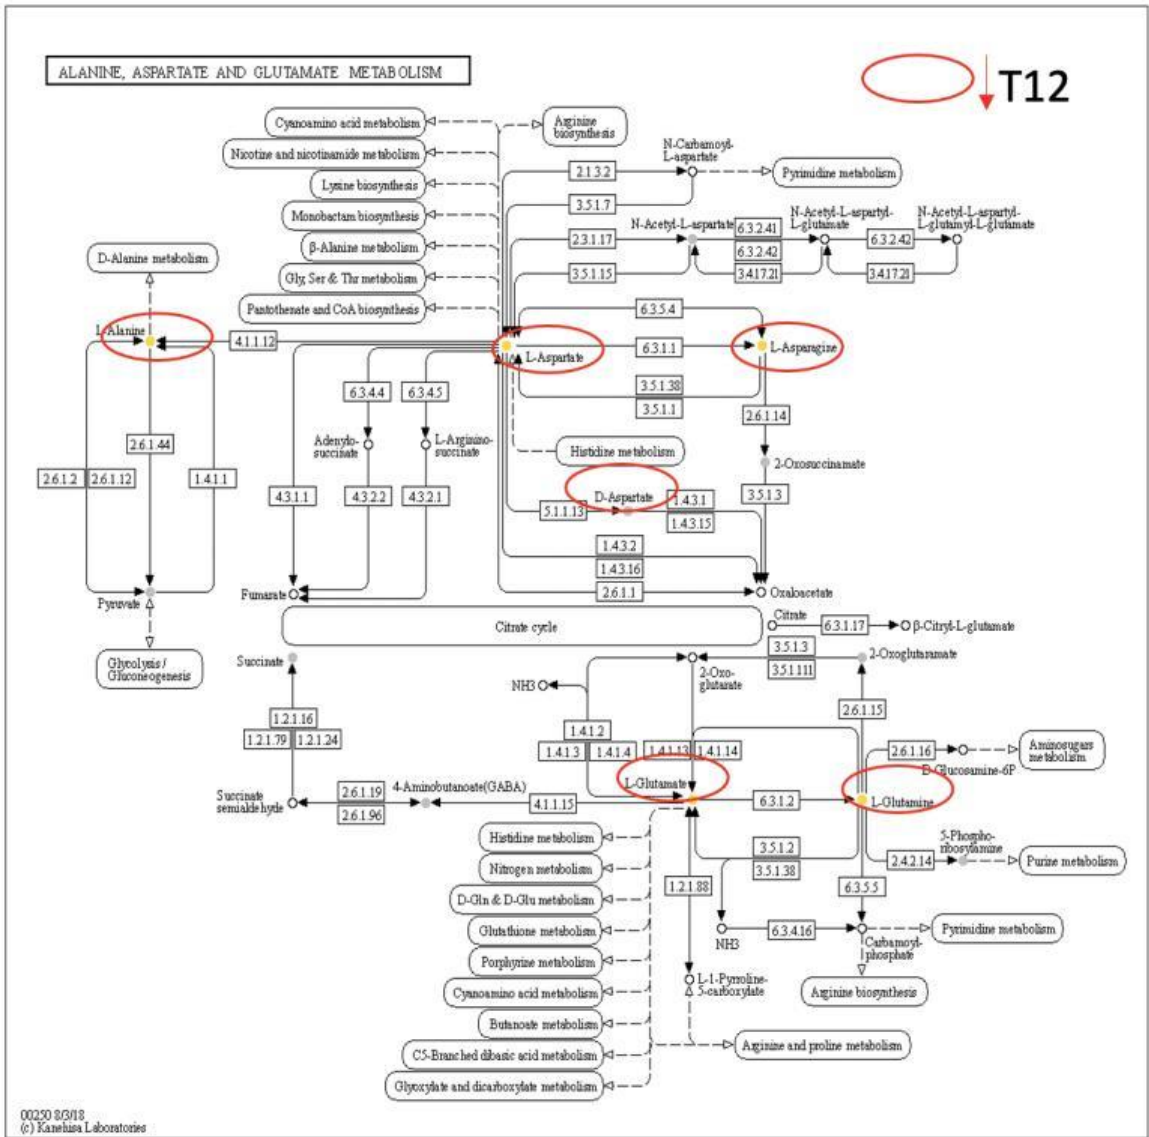 ALANINE, ASPARTATE AND GLUTAMATE METABOLISM
T12
Cyanoamino acid metabolism
Nicotine and nicotinamide metabolism
Lysine biosynthesis
Monobactam biosynthesis
β-Alanine metabolism
Gly, Ser & Thr metabolism
Pantothenate and CoA biosynthesis
Arginine
biosynthesis
N-Carbamoyl-
L-aspartate
2.1.3.2
3.5.1.7
Pyrimidine metabolism
N-Acetyl-L-aspartate
2.3.1.17
3.5.1.15
6.3.2.41
6.3.2.42
3.4.17.21
N-Acetyl-L-aspartyl-
L-glutamate
6.3.2.42
3.4.17.21
N-Acetyl-L-aspartyl-
L-glutamyl-L-glutamate
D-Alanine metabolism
L-Alanine
4.1.1.12
L-Aspartate
6.3.5.4
6.3.1.1
3.5.1.38
3.5.1.1
L-Asparagine
6.3.4.4
6.3.4.5
2.6.1.14
2.6.1.44
Adenylo-
succinate
L-Arginino-
succinate
Histidine metabolism
2-Oxosuccinamate
2.6.1.2
2.6.1.12
1.4.1.1
4.3.1.1
4.3.2.2
4.3.2.1
D-Aspartate
5.1.1.13
1.4.3.1
1.4.3.15
3.5.1.3
1.4.3.2
1.4.3.16
2.6.1.1
Pyruvate
Fumarate
Oxaloacetate
Citrate cycle
Citrate
6.3.1.17
β-Citryl-L-glutamate
Glycolysis /
Gluconeogenesis
Succinate
NH3
2-Oxo-
glutarate
3.5.1.3
3.5.1.111
2-Oxoglutaramate
1.2.1.16
1.2.1.79
1.2.1.24
1.4.1.2
1.4.1.3
1.4.1.4
1.4.1.13
1.4.1.14
2.6.1.15
2.6.1.16
D-Glucosamine-6P
Aminosugars
metabolism
Succinate
semialdehyde
2.6.1.19
2.6.1.96
4-Aminobutanoate(GABA)
4.1.1.15
L-Glutamate
6.3.1.2
L-Glutamine
3.5.1.2
3.5.1.38
2.4.2.14
5-Phospho-
ribosylamine
Purine metabolism
1.2.1.88
6.3.5.5
Histidine metabolism
Nitrogen metabolism
D-Gln & D-Glu metabolism
Glutathione metabolism
Porphyrine metabolism
Cyanoamino acid metabolism
Butanoate metabolism
C5-Branched dibasic acid metabolism
Glyoxylate and dicarboxylate metabolism
NH3
6.3.4.16
Carbamoyl-
phosphate
Pyrimidine metabolism
L-1-Pyrroline-
5-carboxylate
Arginine biosynthesis
Arginine and proline metabolism
00250 8/3/18
(c) Kanehisa Laboratories